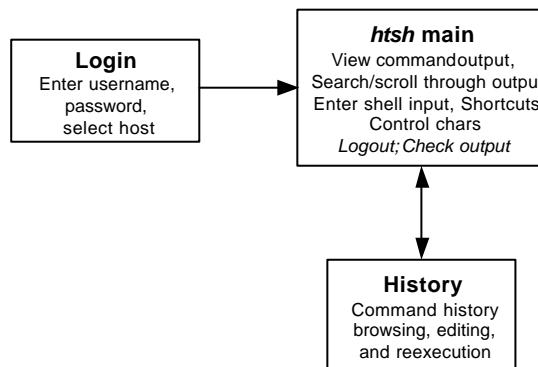 Login
Enter username,
password,
select host
htsh main
View commandoutput,
Search/scroll through outpu
Enter shell input, Shortcuts
Control chars
Logout; Check output
History
Command history
browsing, editing,
and reexecution